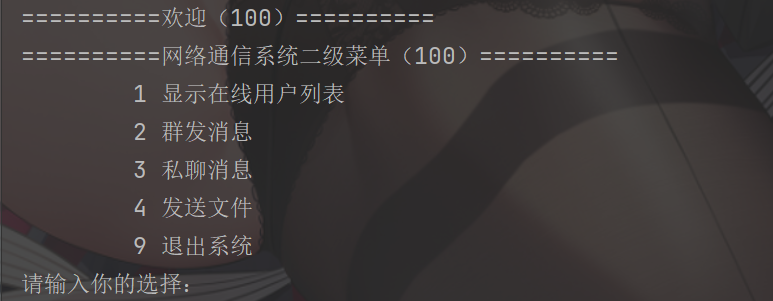 ==========欢迎（100）==========
==========网络通信系统二级菜单（100）==========
1 显示在线用户列表
2 群发消息
3 私聊消息
4 发送文件
9 退出系统
请输入你的选择: